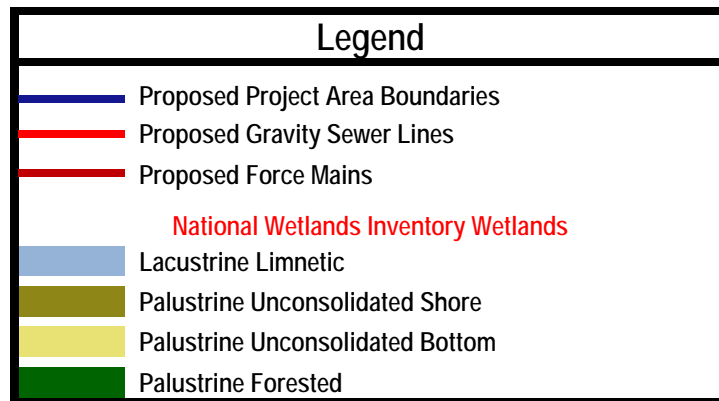 Legend
Proposed Project Area Boundaries
Proposed Gravity Sewer Lines
Proposed Force Mains
National Wetlands Inventory Wetlands
Lacustrine Limnetic
Palustrine Unconsolidated Shore
Palustrine Unconsolidated Bottom
Palustrine Forested